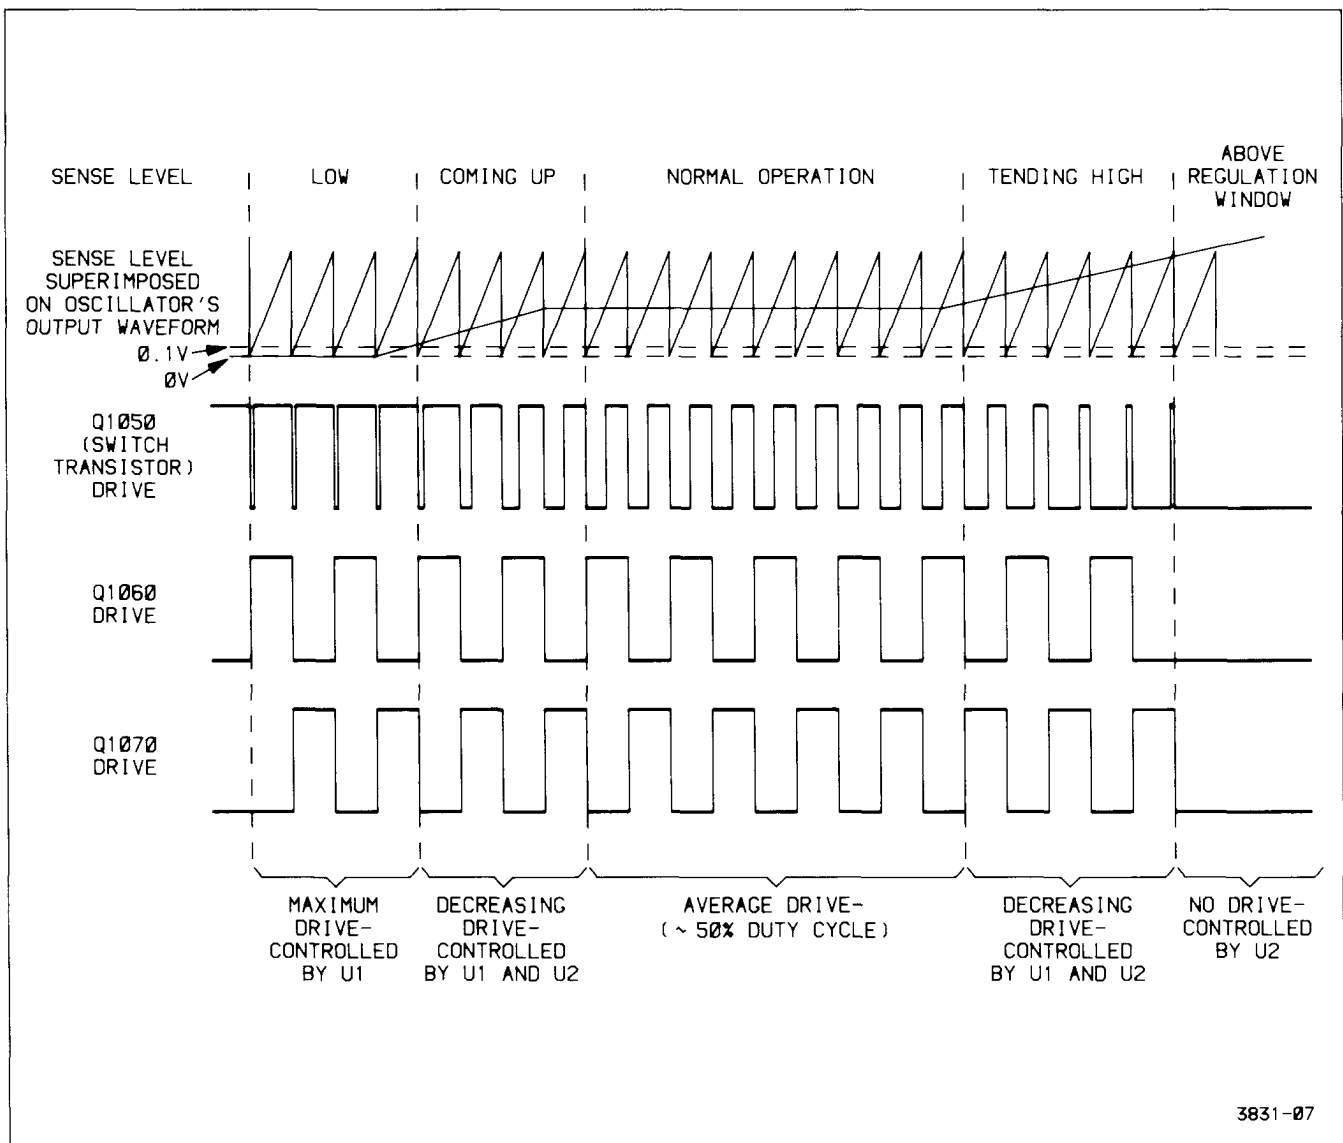 SENSE LEVEL
LOW
COMING UP
NORMAL OPERATION
TENDING HIGH
ABOVE
REGULATION
WINDOW
SENSE LEVEL
SUPERIMPOSED
ON OSCILLATOR'S
OUTPUT WAVEFORM
0.1V
0V
Q1050
(SWITCH
TRANSISTOR)
DRIVE
Q1060
DRIVE
Q1070
DRIVE
MAXIMUM
DRIVE-
CONTROLLED
BY U1
DECREASING
DRIVE-
CONTROLLED
BY U1 AND U2
AVERAGE DRIVE-
(~50% DUTY CYCLE)
DECREASING
DRIVE-
CONTROLLED
BY U1 AND U2
NO DRIVE-
CONTROLLED
BY U2
3831-07